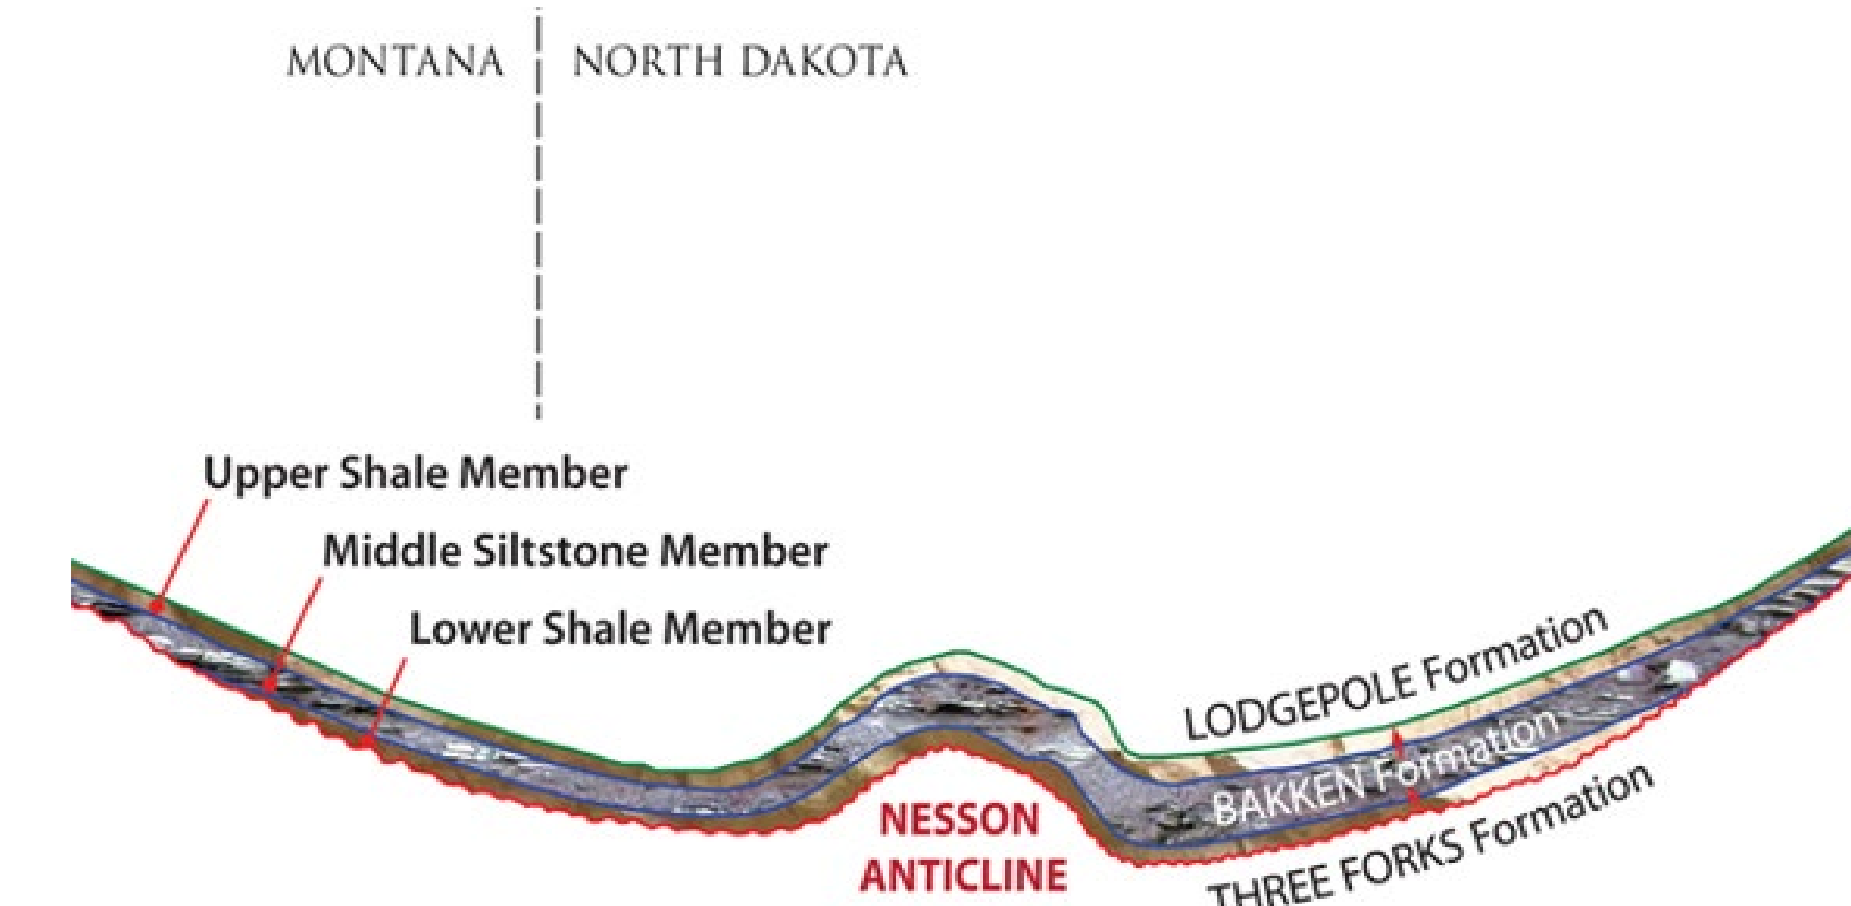 MONTANA
NORTH DAKOTA
Upper Shale Member
Middle Siltstone Member
Lower Shale Member
LODGEPOLE Formation
BAKKEN Formation
THREE FORKS Formation
NESSON
ANTICLINE